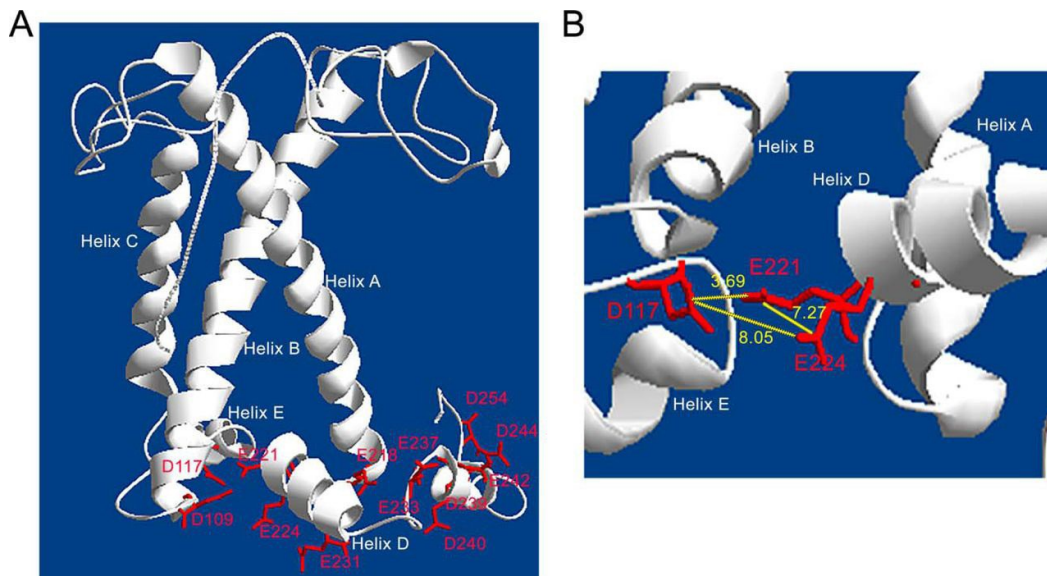 A
B
Helix C
Helix A
Helix B
Helix E
D117
E221
D109
E224
E231
Helix D
E218
E233
E237
D239
D240
D254
D244
E242
Helix B
Helix A
Helix D
E221
3.69
D117
7.27
8.05
E224
Helix E